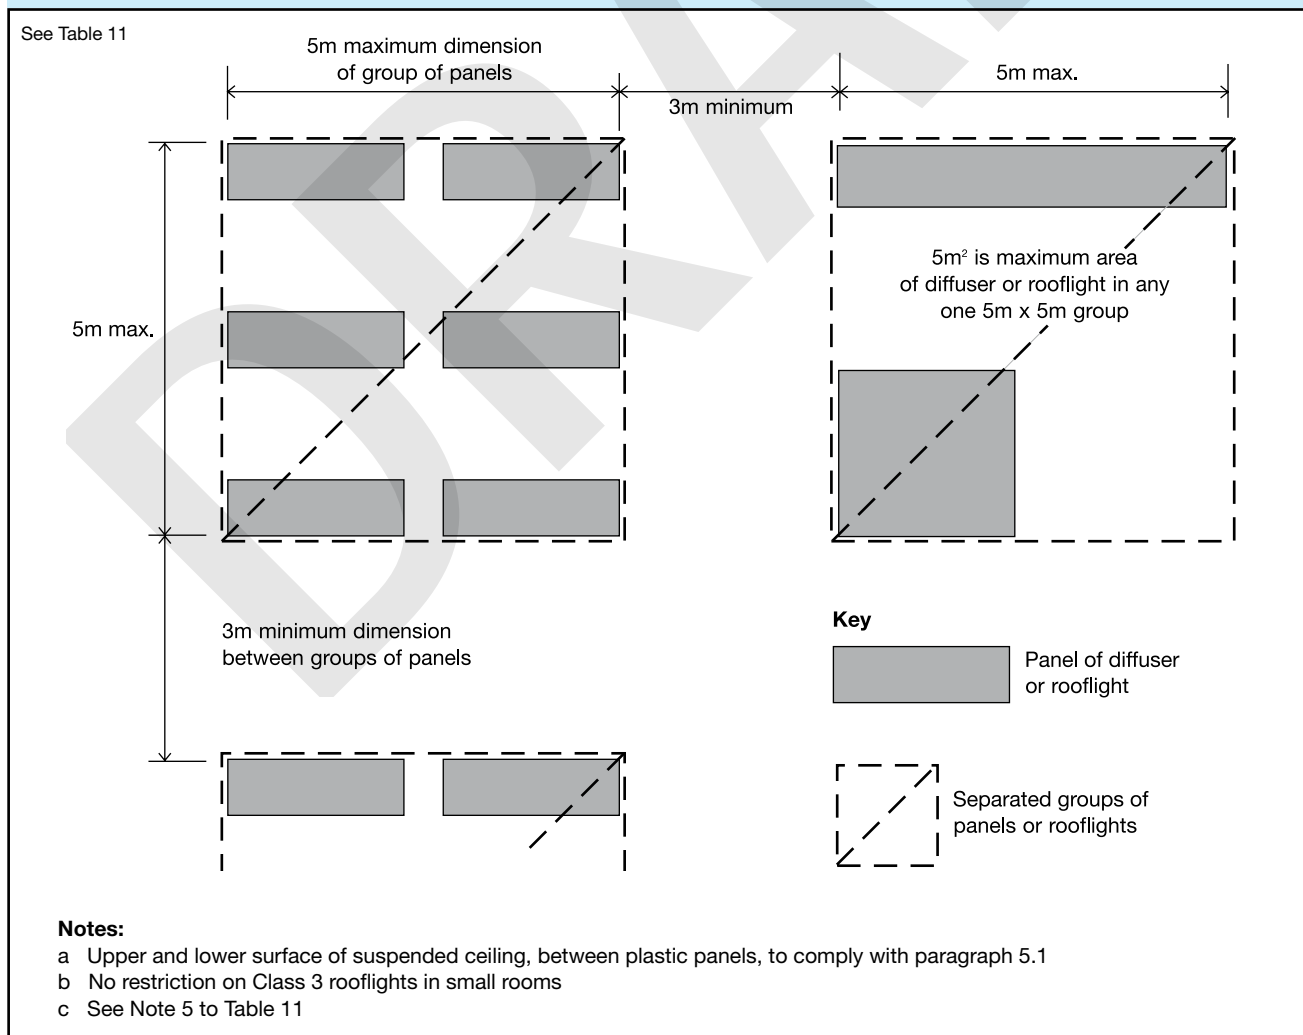 See Table 11
5m maximum dimension
of group of panels
3m minimum
5m max.
5m max.
5m² is maximum area
of diffuser or rooflight in any
one 5m x 5m group
3m minimum dimension
between groups of panels
Key
Panel of diffuser
or rooflight
Separated groups of
panels or rooflights
Notes:
a Upper and lower surface of suspended ceiling, between plastic panels, to comply with paragraph 5.1
b No restriction on Class 3 rooflights in small rooms
c See Note 5 to Table 11
DRA